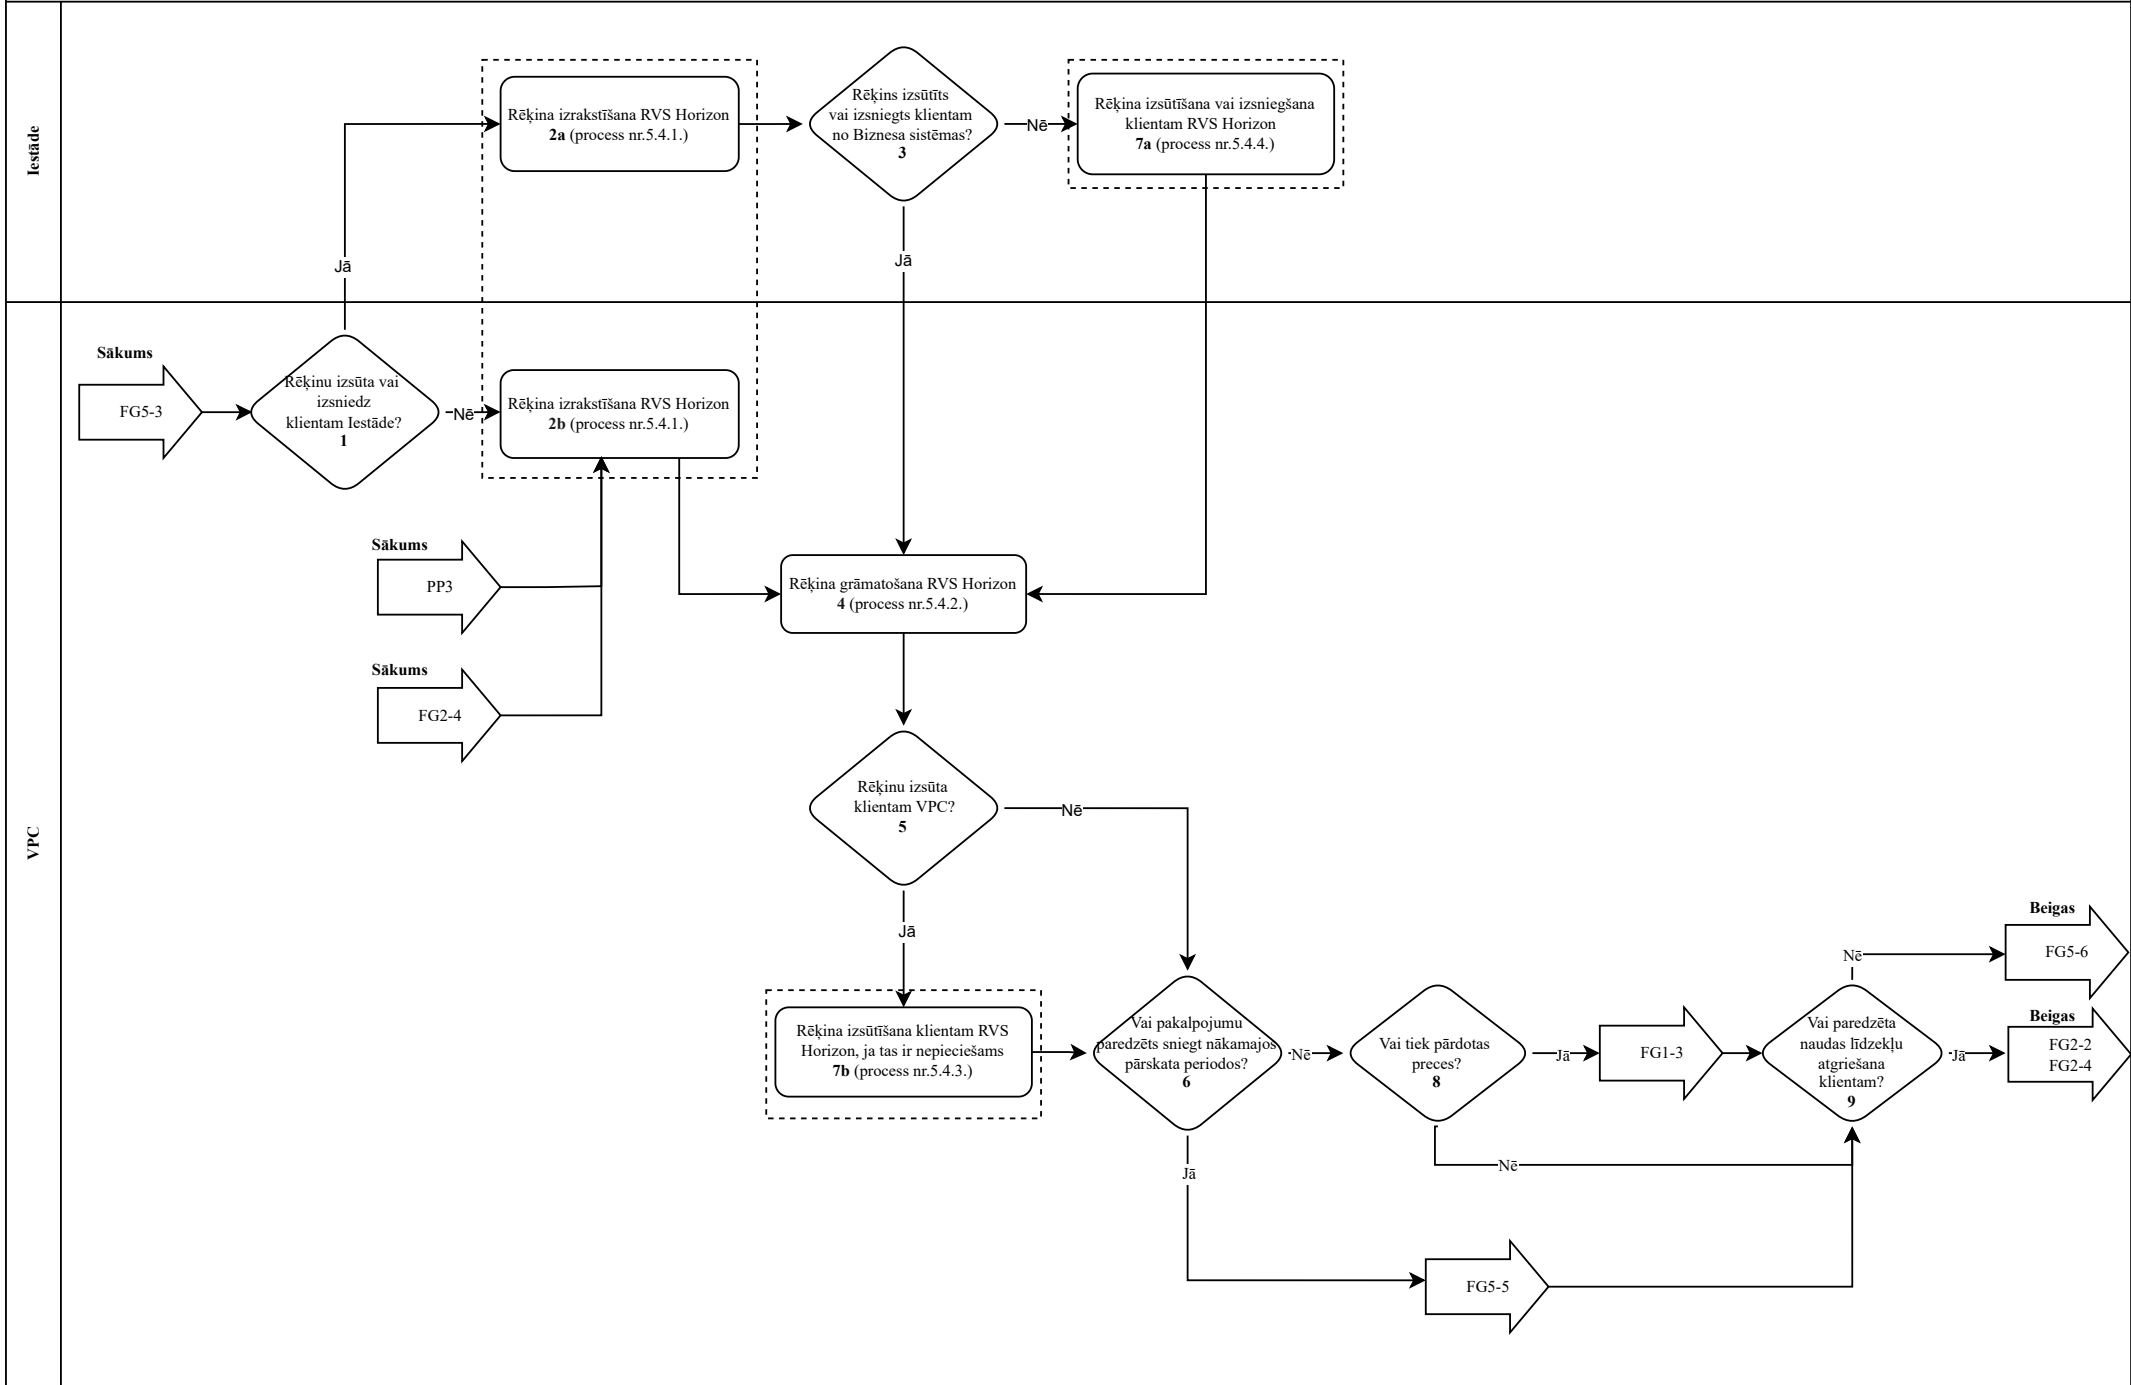 Iestāde
Rēķina izrakstīšana RVS Horizon
2a (process nr.5.4.1.)
Rēķins izsūtīts
vai izsniegts klientam
no Biznesa sistēmas?
3
Nē
Rēķina izsūtīšana vai izsniegšana
klientam RVS Horizon
7a (process nr.5.4.4.)
Jā
Jā
VPC
Sākums
FG5-3
Rēķinu izsūta vai
izsniedz
klientam Iestāde?
1
Nē
Rēķina izrakstīšana RVS Horizon
2b (process nr.5.4.1.)
Sākums
PP3
Sākums
FG2-4
Rēķina grāmatošana RVS Horizon
4 (process nr.5.4.2.)
Rēķinu izsūta
klientam VPC?
5
Nē
Jā
Rēķina izsūtīšana klientam RVS
Horizon, ja tas ir nepieciešams
7b (process nr.5.4.3.)
Vai pakalpojumu
paredzēts sniegt nākamajos
pārskata periodos?
6
Nē
Vai tiek pārdotas
preces?
8
Jā
FG1-3
Vai paredzēta
naudas līdzekļu
atgriešana
klientam?
9
Nē
Beigas
FG5-6
Jā
Beigas
FG2-2
FG2-4
Nē
Jā
FG5-5